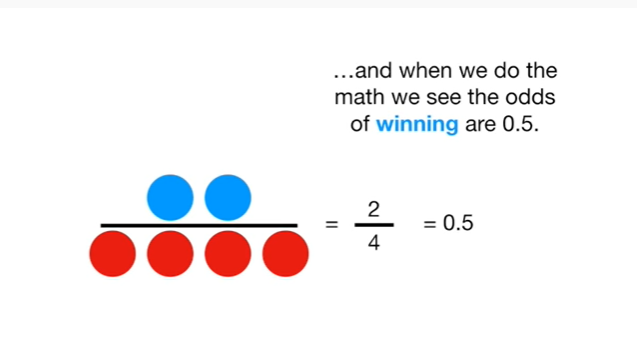 ...and when we do the
math we see the odds
of winning are 0.5.
= 2/4 = 0.5